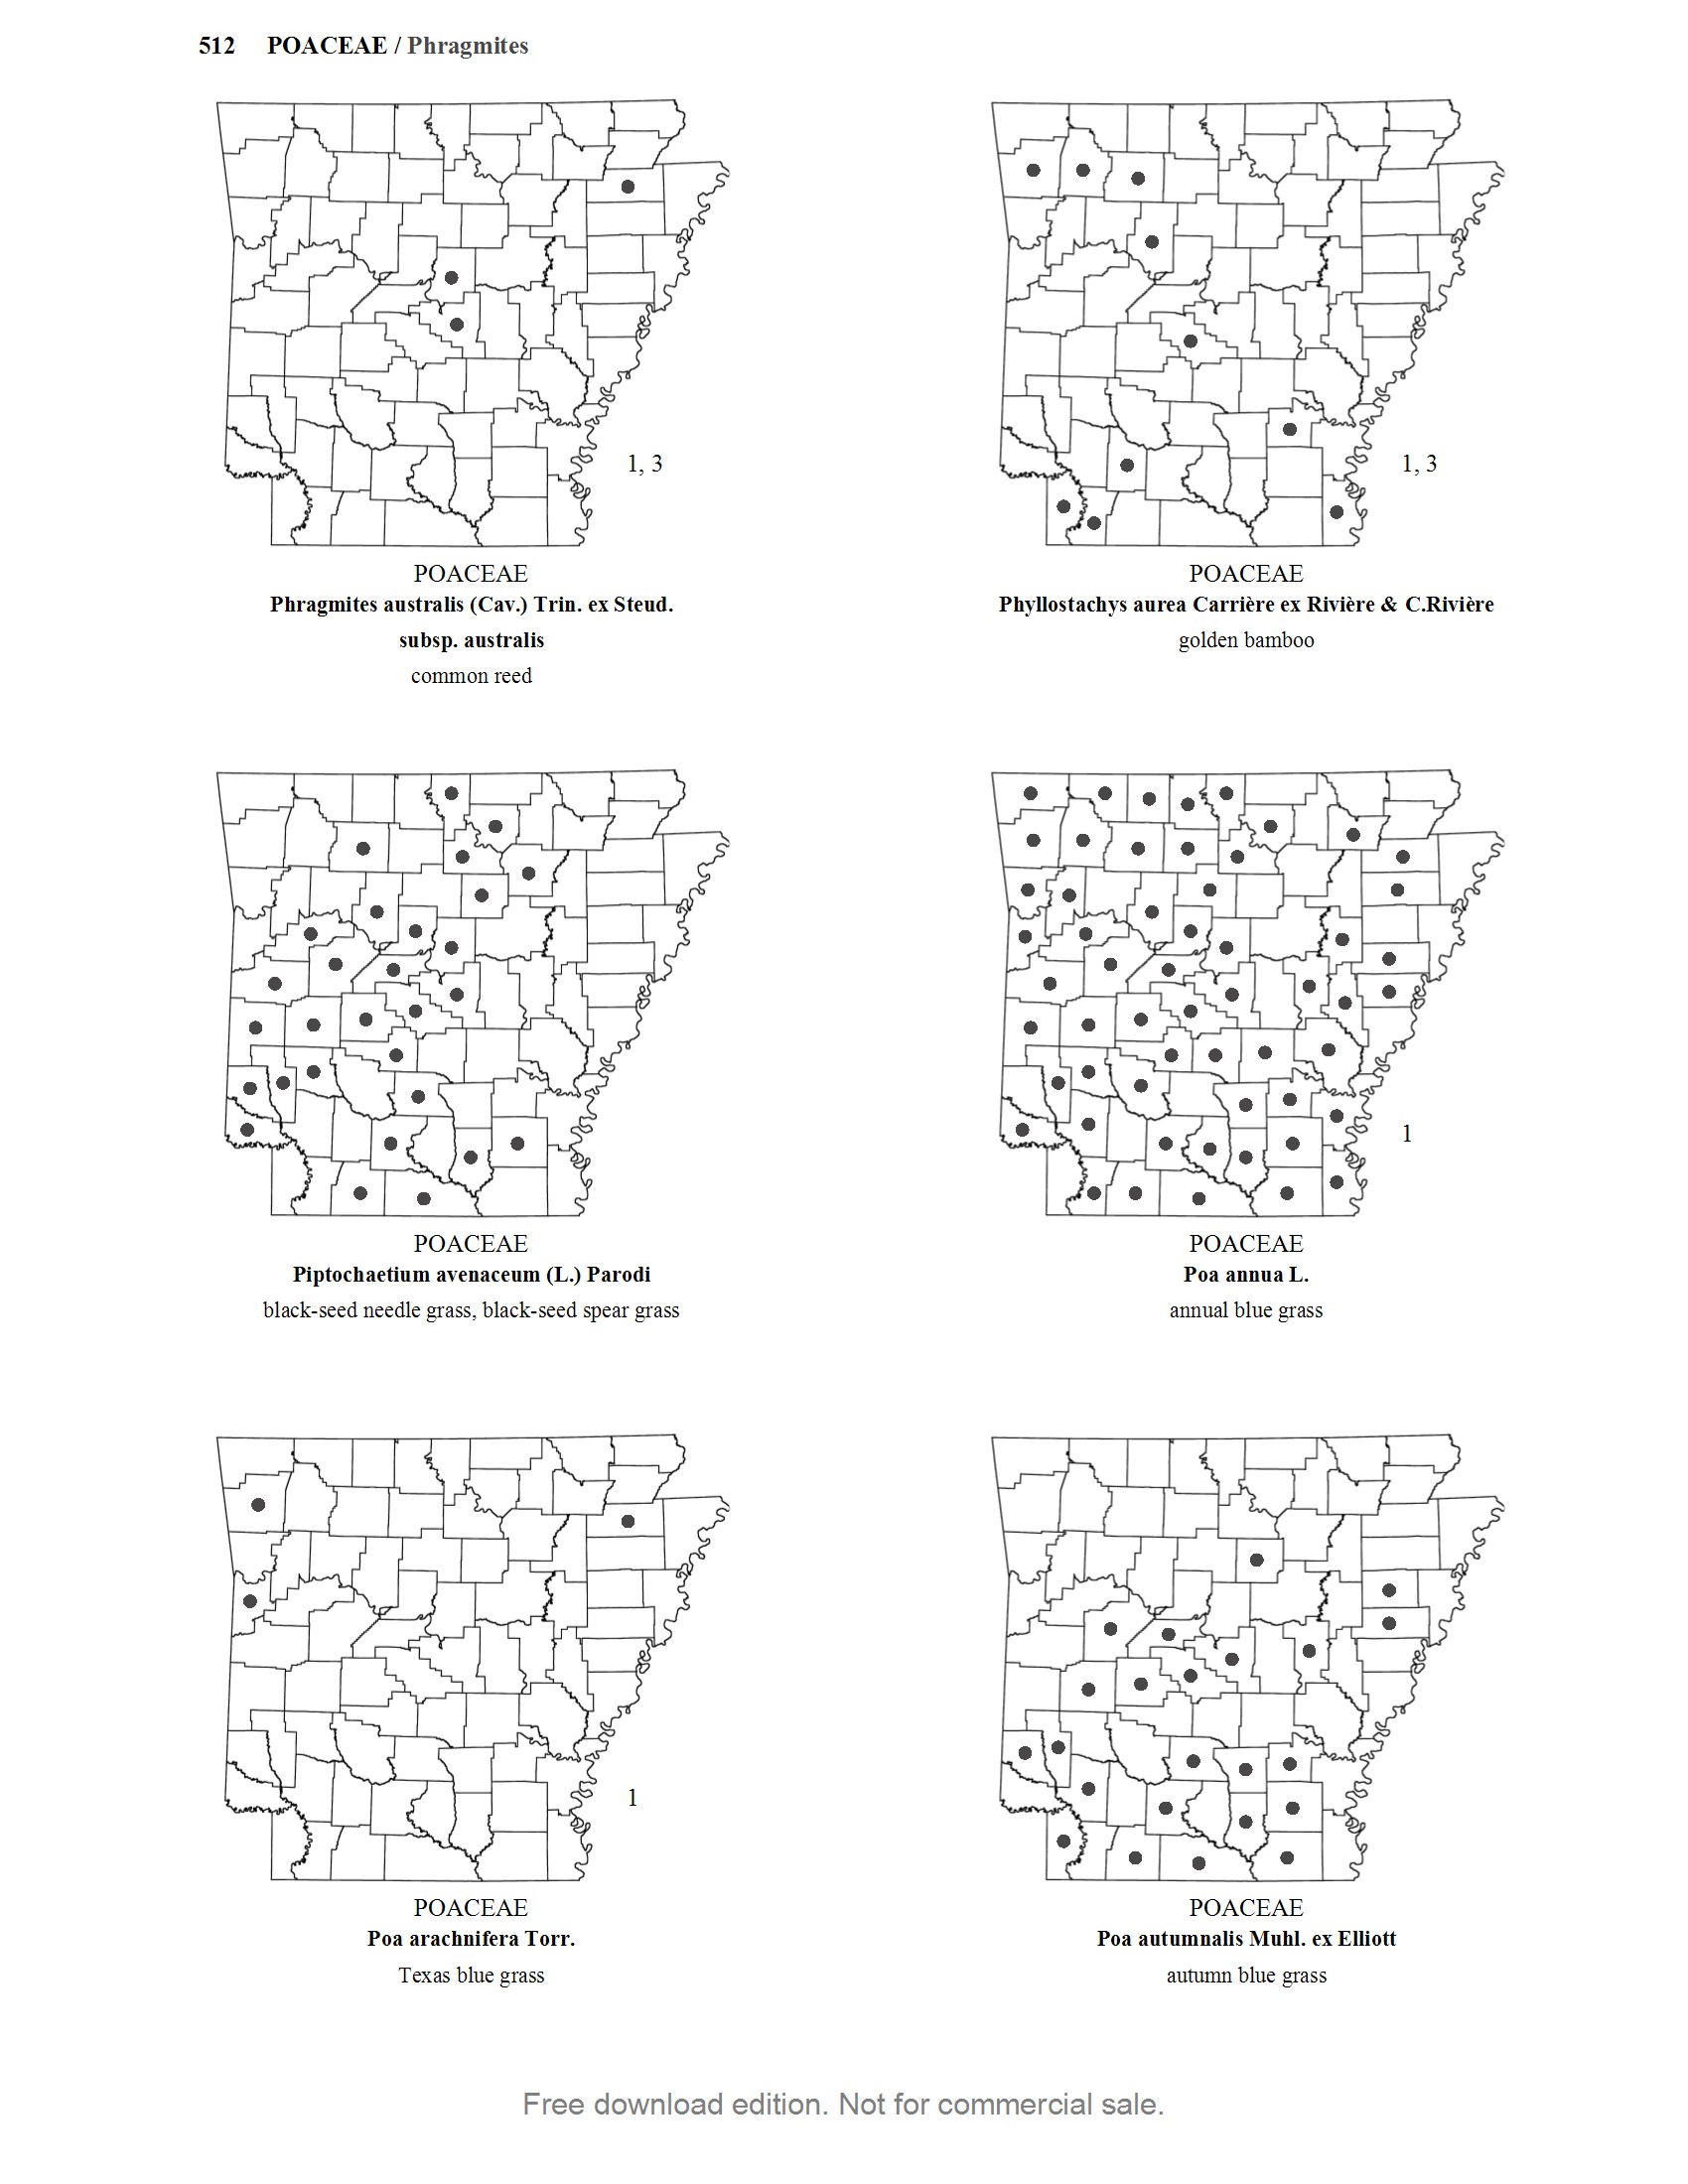 512 POACEAE / Phragmites
1, 3
POACEAE
Phragmites australis (Cav.) Trin. ex Steud.
subsp. australis
common reed
1, 3
POACEAE
Phyllostachys aurea Carrière ex Rivière & C.Rivière
golden bamboo
POACEAE
Piptochaetium avenaceum (L.) Parodi
black-seed needle grass, black-seed spear grass
1
POACEAE
Poa annua L.
annual blue grass
1
POACEAE
Poa arachnifera Torr.
Texas blue grass
POACEAE
Poa autumnalis Muhl. ex Elliott
autumn blue grass
Free download edition. Not for commercial sale.